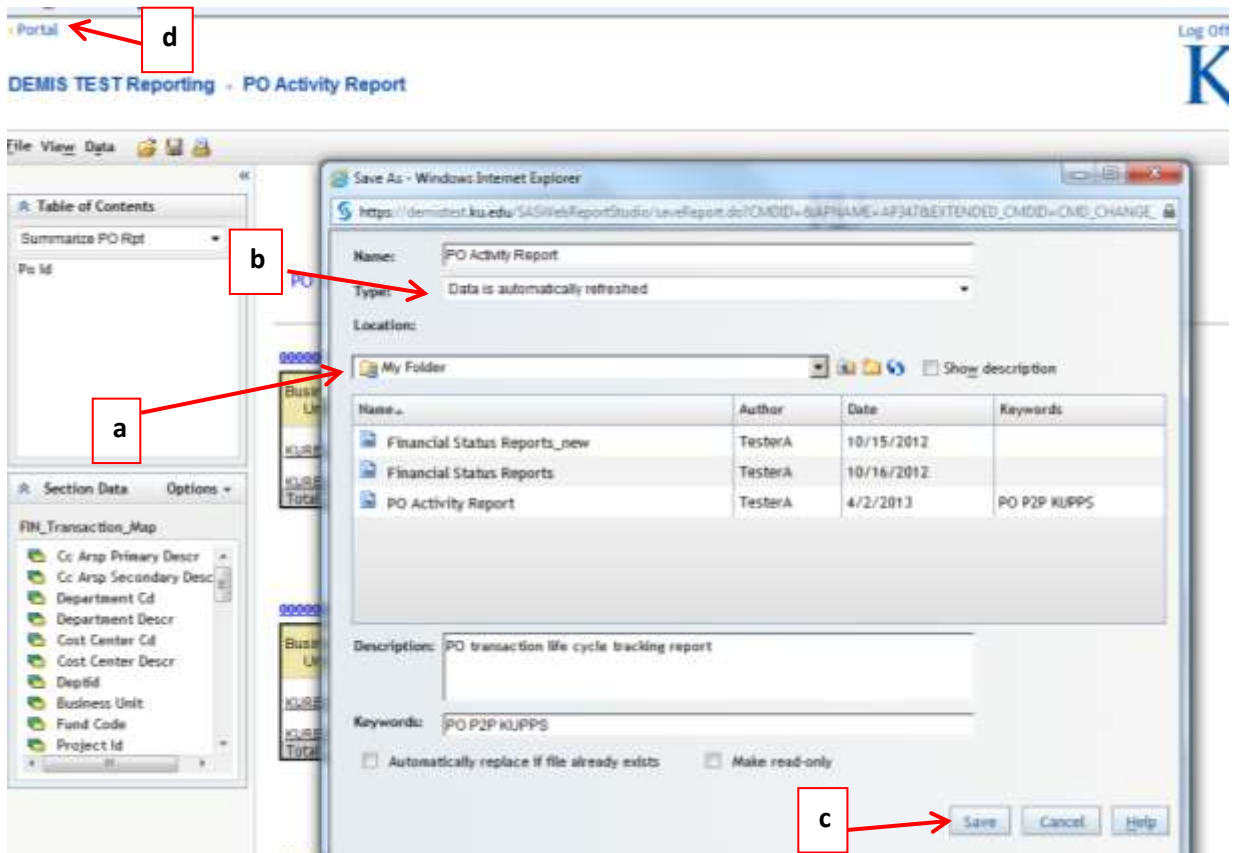 Portal
d
Log Off
K
DEMIS TEST Reporting - PO Activity Report
File View Data
Table of Contents
Summarize PO Rpt
Po Id
b
a
PO
Section Data Options
FIN_Transaction_Map
Cc Arsp Primary Descr
Cc Arsp Secondary Desc
Department Cd
Department Descr
Cost Center Cd
Cost Center Descr
Deptid
Business Unit
Fund Code
Project Id
Total
Total
Save As - Windows Internet Explorer
Name: PO Activity Report
Type: Data is automatically refreshed
Location:
My Folder
Show description
Name Author Date Keywords
Financial Status Reports_new TesterA 10/15/2012
Financial Status Reports TesterA 10/16/2012
PO Activity Report TesterA 4/2/2013 PO P2P KUPPS
Description: PO transaction life cycle tracking report
Keywords: PO P2P KUPPS
Automatically replace if file already exists Make read-only
c
Save Cancel Help